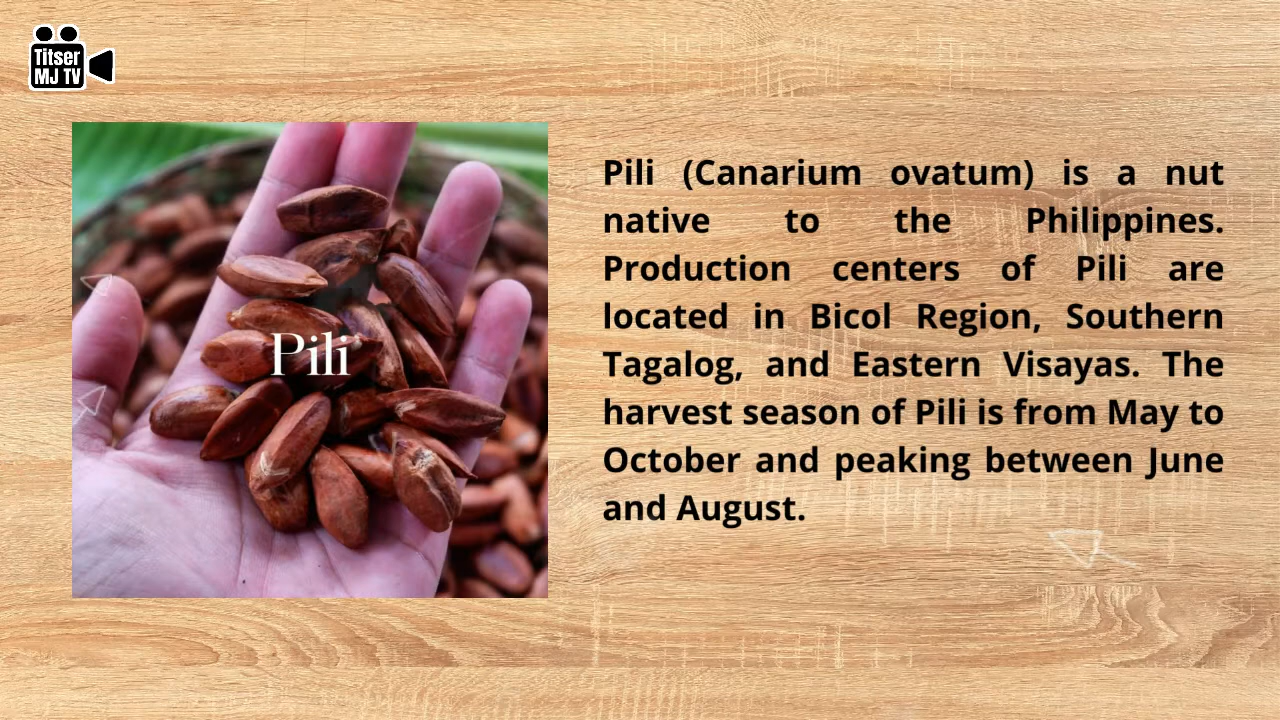 Titser
MJ TV
Pili
Pili (Canarium ovatum) is a nut
native to the Philippines.
Production centers of Pili are
located in Bicol Region, Southern
Tagalog, and Eastern Visayas. The
harvest season of Pili is from May to
October and peaking between June
and August.